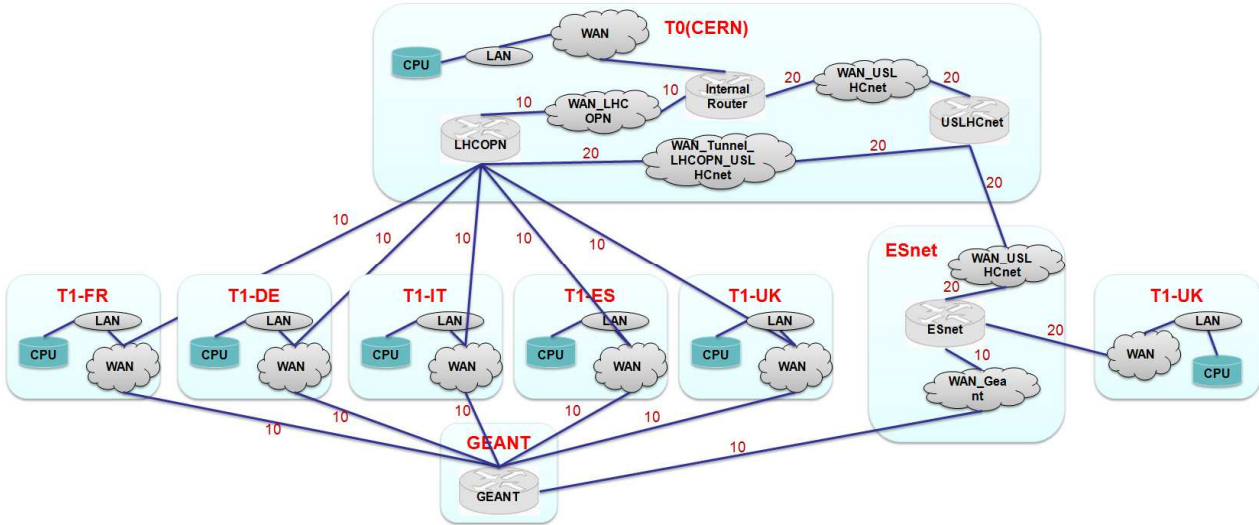 T0(CERN)
WAN
LAN
CPU
Internal
Router
20
WAN_USL
HCnet
20
USLHCnet
10
WAN_LHC
OPN
10
LHCOPN
20
WAN_Tunnel_
LHCOPN_USL
HCnet
20
20
10
10
10
10
10
ESnet
WAN_USL
HCnet
20
ESnet
20
10
WAN_Gea
nt
10
T1-FR
LAN
CPU
WAN
T1-DE
LAN
CPU
WAN
T1-IT
LAN
CPU
WAN
T1-ES
LAN
CPU
WAN
T1-UK
LAN
CPU
WAN
T1-UK
LAN
WAN
CPU
10
10
10
10
10
GEANT
GEANT